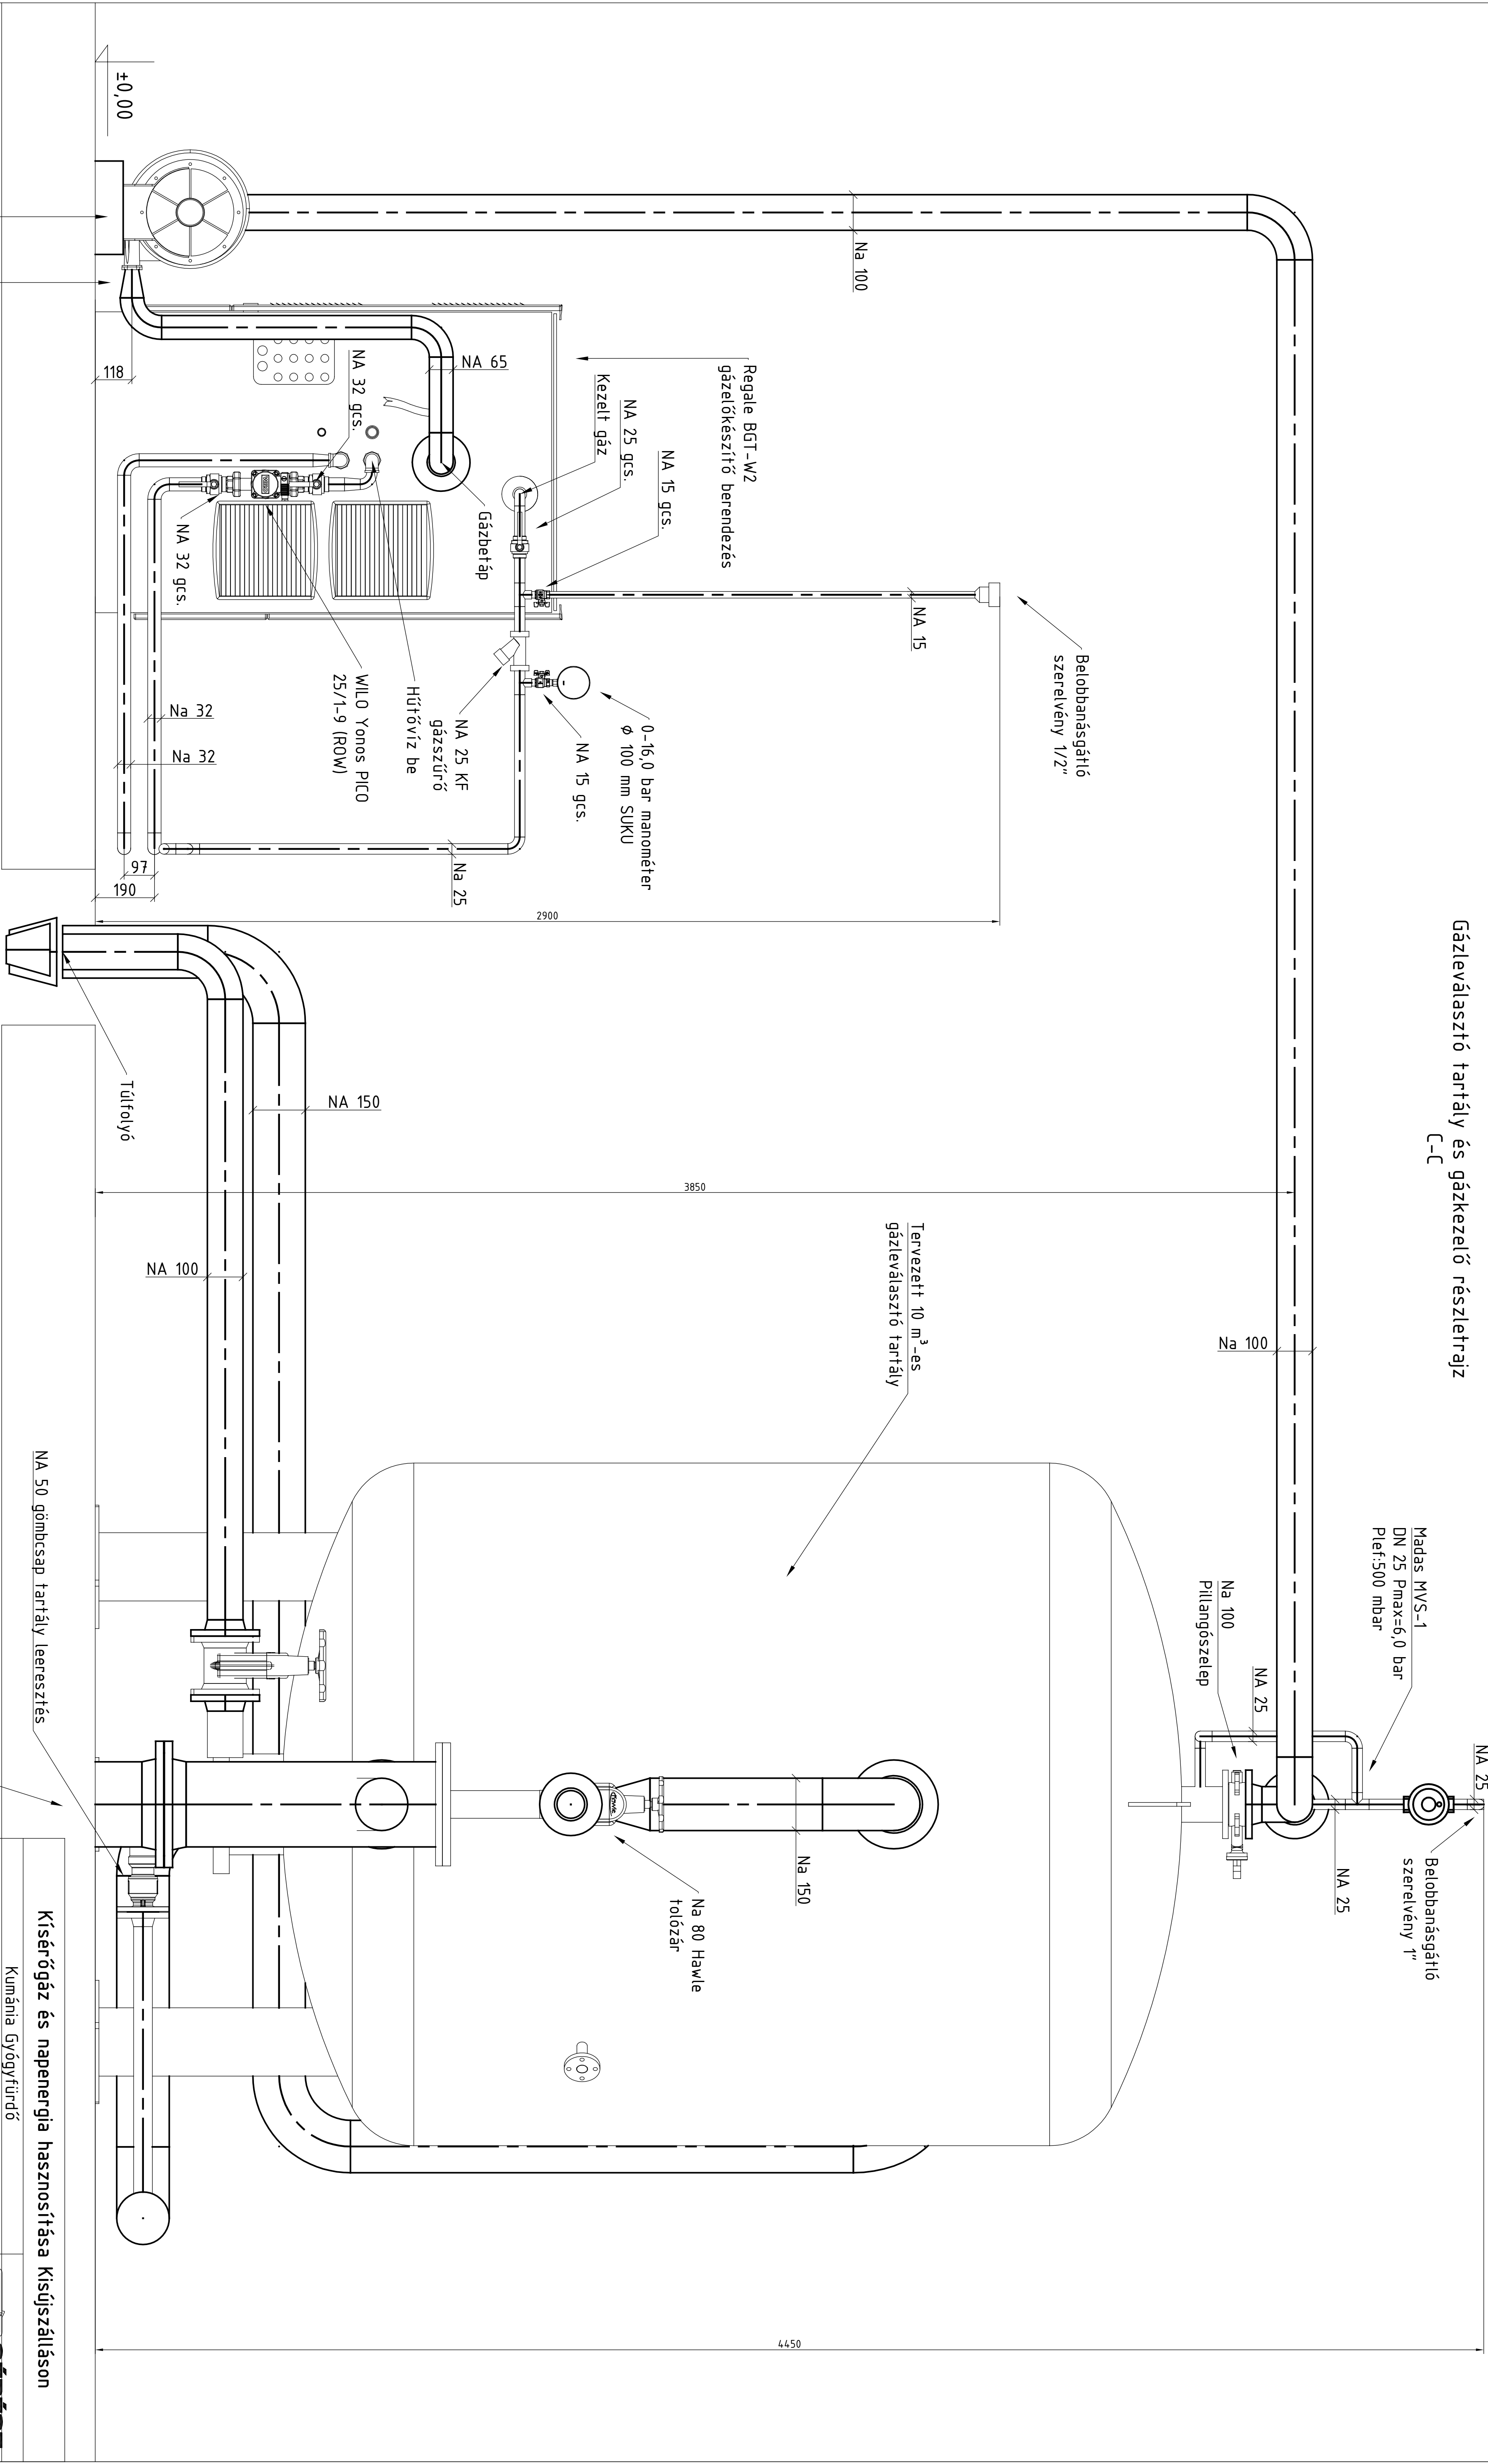 Gázleválasztó tartály és gázkezelő részletrajz
C-C
NA 25
Belobbanásgátló
szerelvény 1"
Madas MVS-1
DN 25 Pmax=6,0 bar
Plef:500 mbar
Na 100
Pillangószelep
NA 25
NA 25
Na 100
3850
4450
Na 100
Belobbanásgátló
szerelvény 1/2"
NA 15
2900
Regale BGT-W2
gázelőkészítő berendezés
NA 15 gcs.
NA 25 gcs.
Kezelt gáz
0-16,0 bar manométer
Ø 100 mm SUKU
NA 15 gcs.
NA 25 KF
gázszűrő
Hűtővíz be
WILO Yonos PICO
25/1-9 (ROW)
Gázbetáp
NA 65
NA 32 gcs.
NA 32 gcs.
Na 32
Na 32
Na 25
118
97
190
±0,00
Tervezett 10 m³-es
gázleválasztó tartály
Na 150
Na 80 Hawle
tolózár
NA 150
NA 100
Túlfolyó
NA 50 gömbcsap tartály leeresztés
Kísérőgáz és napenergia hasznosítása Kisújszálláson
Kumánia Gyógyfürdő